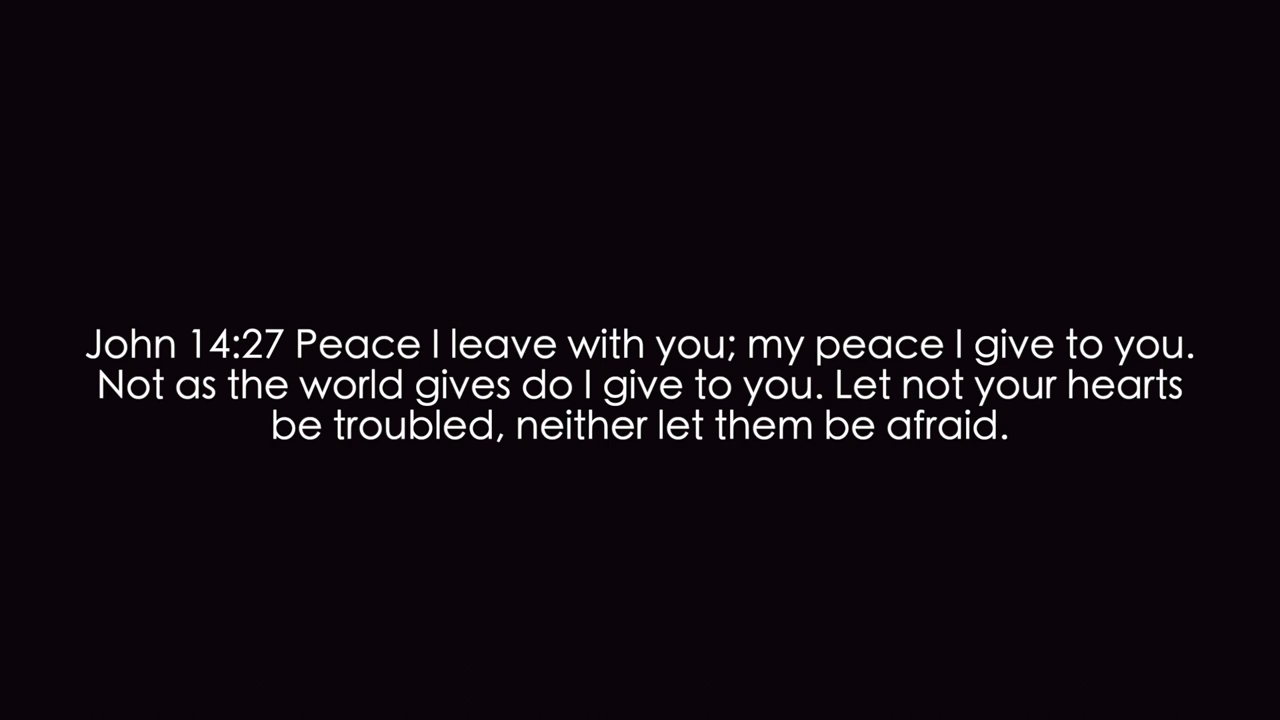 John 14:27 Peace I leave with you; my peace I give to you.
Not as the world gives do I give to you. Let not your hearts
be troubled, neither let them be afraid.